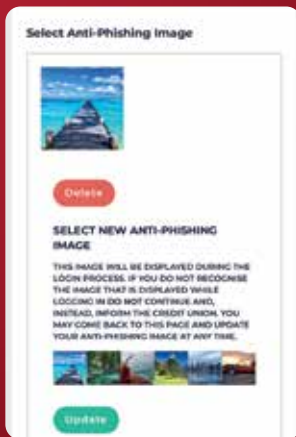 Select Anti-Phishing Image
Delete
SELECT NEW ANTI-PHISHING
IMAGE
THIS IMAGE WILL BE DISPLAYED DURING THE
LOGIN PROCESS. IF YOU DO NOT RECOGNISE
THE IMAGE THAT IS DISPLAYED WHILE
LOGGING IN DO NOT CONTINUE AND,
INSTEAD, INFORM THE CREDIT UNION. YOU
MAY COME BACK TO THIS PAGE AND UPDATE
YOUR ANTI-PHISHING IMAGE AT ANY TIME.
Update